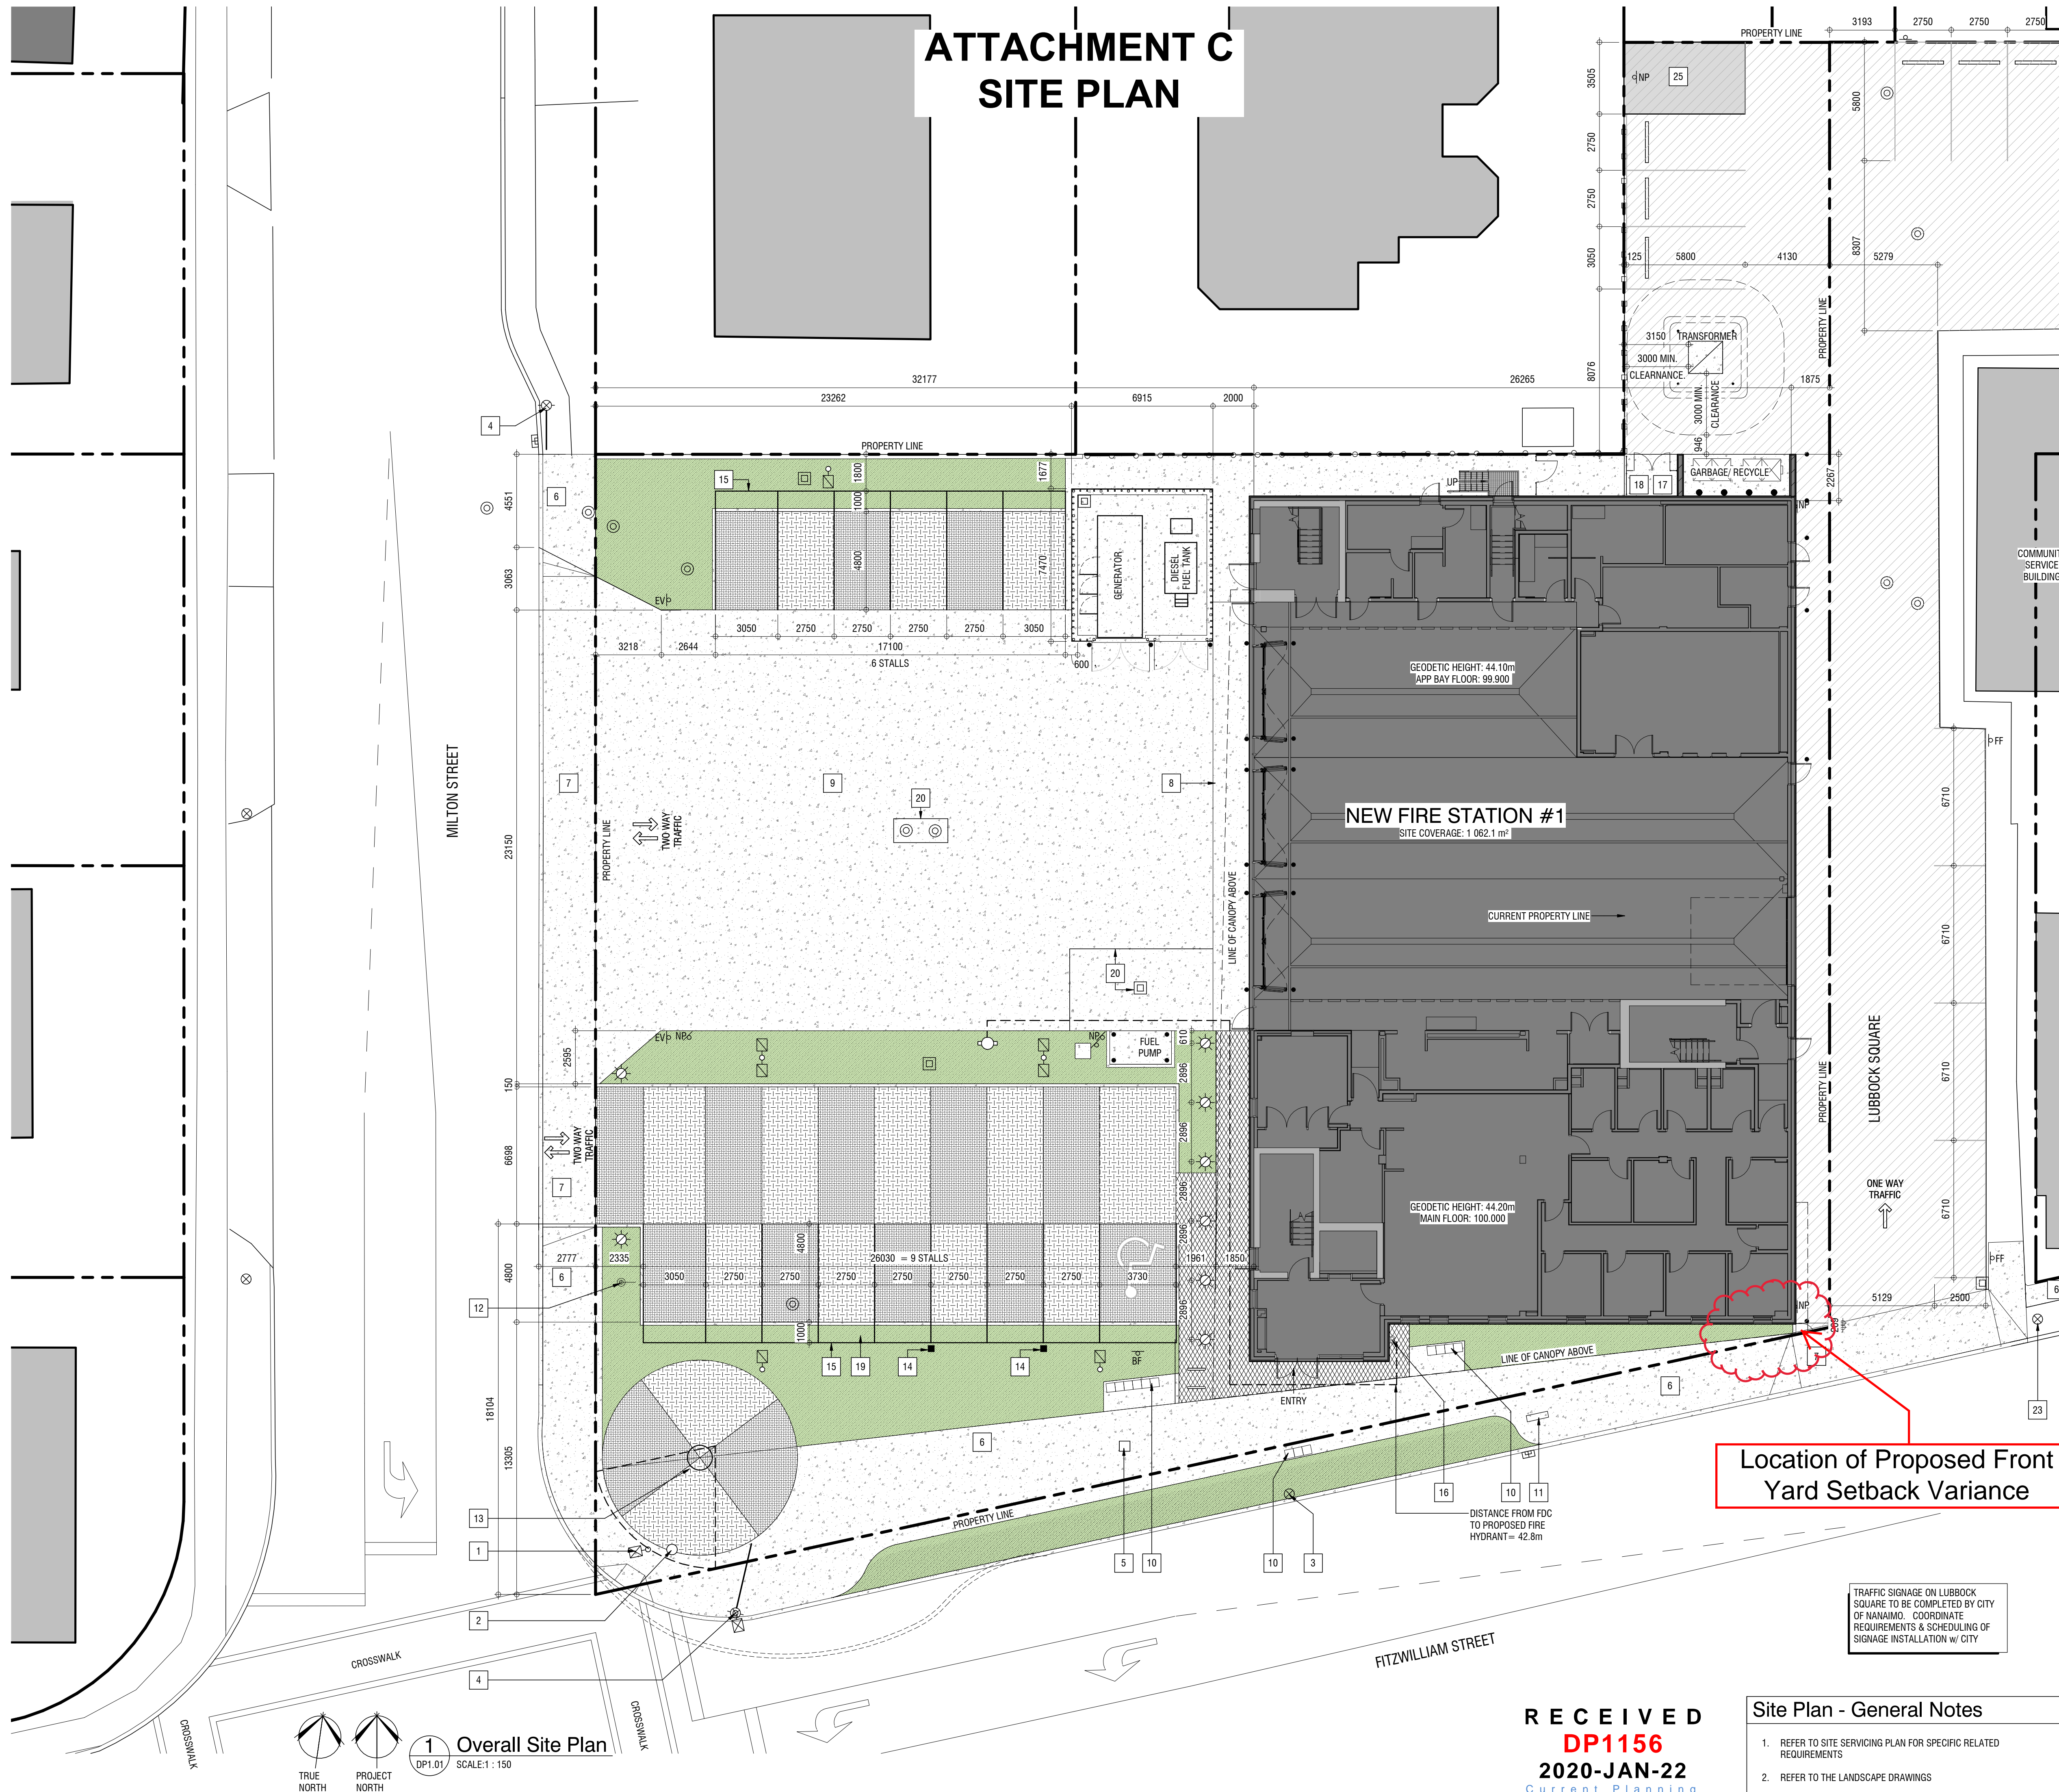 ATTACHMENT C
SITE PLAN
PROPERTY LINE
3193
2750
2750
2750
3505
NP
25
5800
2750
2750
8307
3050
125
5800
4130
5279
PROPERTY LINE
3150
TRANSFORMER
3000 MIN.
CLEARNANCE.
8076
3000 MIN.
CLEARANCE
946
32177
26265
1875
23262
6915
2000
4
PROPERTY LINE
6
15
1800
1000
4800
1677
7470
4551
3063
EV
GENERATOR
DIESEL
FUEL TANK
UP
18
17
GARBAGE/ RECYCLE
2267
NP
COMMUNIT
SERVICE
BUILDING
3050
2750
2750
2750
2750
3050
3218
2644
17100
6 STALLS
600
GEODETIC HEIGHT: 44.10m
APP BAY FLOOR: 99.900
FF
MILTON STREET
7
9
8
20
6710
NEW FIRE STATION #1
SITE COVERAGE: 1 062.1 m²
TWO WAY
TRAFFIC
PROPERTY LINE
23150
LINE OF CANOPY ABOVE
CURRENT PROPERTY LINE
6710
20
EV
NP
NP
FUEL
PUMP
610
2595
150
2896
2896
2896
2896
2896
6710
LUBBOCK SQUARE
PROPERTY LINE
TWO WAY
TRAFFIC
6698
7
ONE WAY
TRAFFIC
6710
GEODETIC HEIGHT: 44.20m
MAIN FLOOR: 100.000
2777
2335
4800
26030 = 9 STALLS
1961
1850
FF
4800
6
3050
2750
2750
2750
2750
2750
2750
2750
3730
12
1000
NP
5129
2500
6
15
19
14
14
BF
LINE OF CANOPY ABOVE
6
ENTRY
10
18104
13305
6
23
Location of Proposed Front
Yard Setback Variance
13
PROPERTY LINE
16
10
11
DISTANCE FROM FDC
TO PROPOSED FIRE
HYDRANT= 42.8m
1
5
10
10
3
2
TRAFFIC SIGNAGE ON LUBBOCK
SQUARE TO BE COMPLETED BY CITY
OF NANAIMO. COORDINATE
REQUIREMENTS & SCHEDULING OF
SIGNAGE INSTALLATION w/ CITY
CROSSWALK
4
FITZWILLIAM STREET
CROSSWALK
CROSSWALK
TRUE
NORTH
PROJECT
NORTH
1
DP1.01
Overall Site Plan
SCALE:1 : 150
RECEIVED
DP1156
2020-JAN-22
Current Planning
Site Plan - General Notes
1. REFER TO SITE SERVICING PLAN FOR SPECIFIC RELATED
REQUIREMENTS
2. REFER TO THE LANDSCAPE DRAWINGS